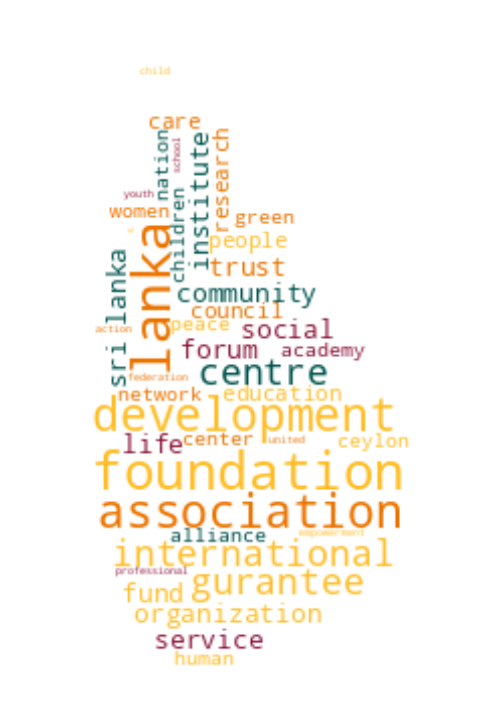 child
care
nation
school
institute
research
youth
children
women
green
people
lanka
sri lanka
trust
community
council
action
peace
social
forum
academy
centre
federation
network
education
development
life
center
united
ceylon
foundation
association
alliance
empowerment
international
professional
gurantee
fund
organization
service
human